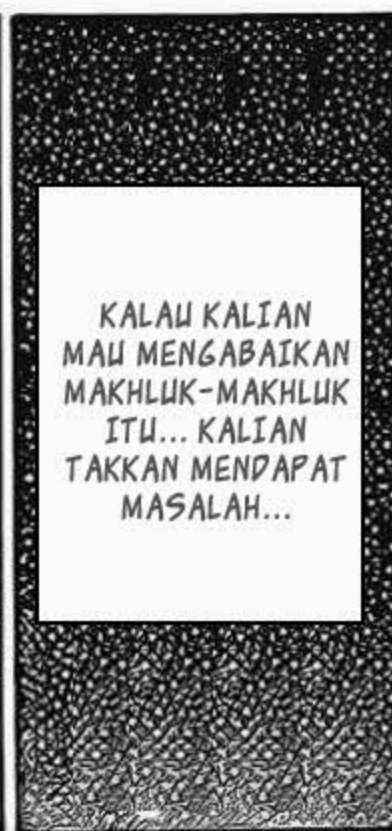 KALAU KALIAN
MAU MENGABAIKAN
MAKHLUK-MAKHLUK
ITU... KALIAN
TAKKAN MENDAPAT
MASALAH...